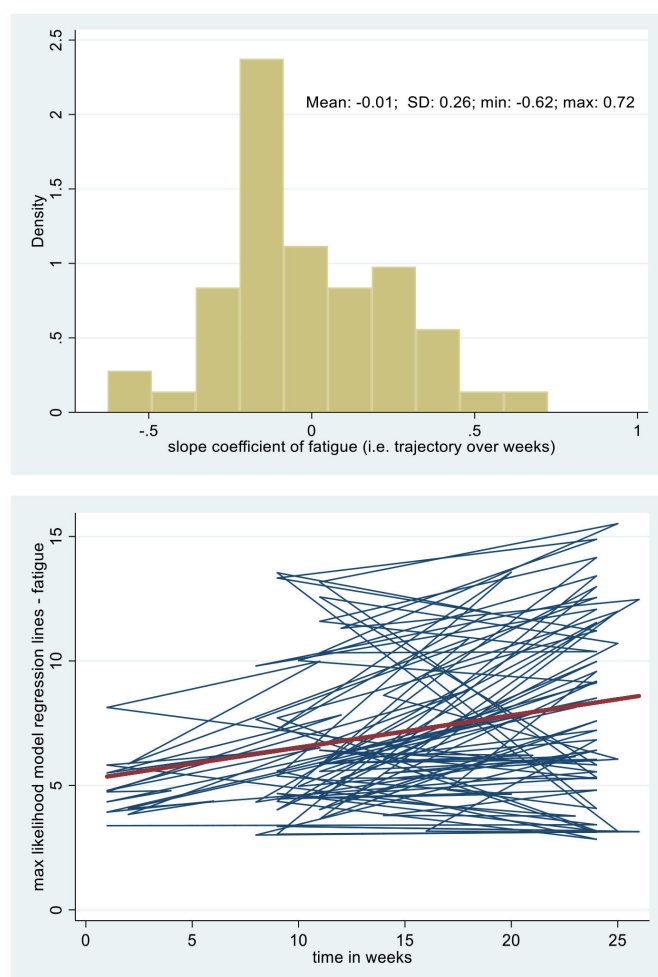 2.5
2
1.5
1
.5
0
Density
Mean: -0.01;  SD: 0.26; min: -0.62; max: 0.72
-.5 0 .5 1
slope coefficient of fatigue (i.e. trajectory over weeks)
15
10
5
0
max likelihood model regression lines - fatigue
0 5 10 15 20 25
time in weeks